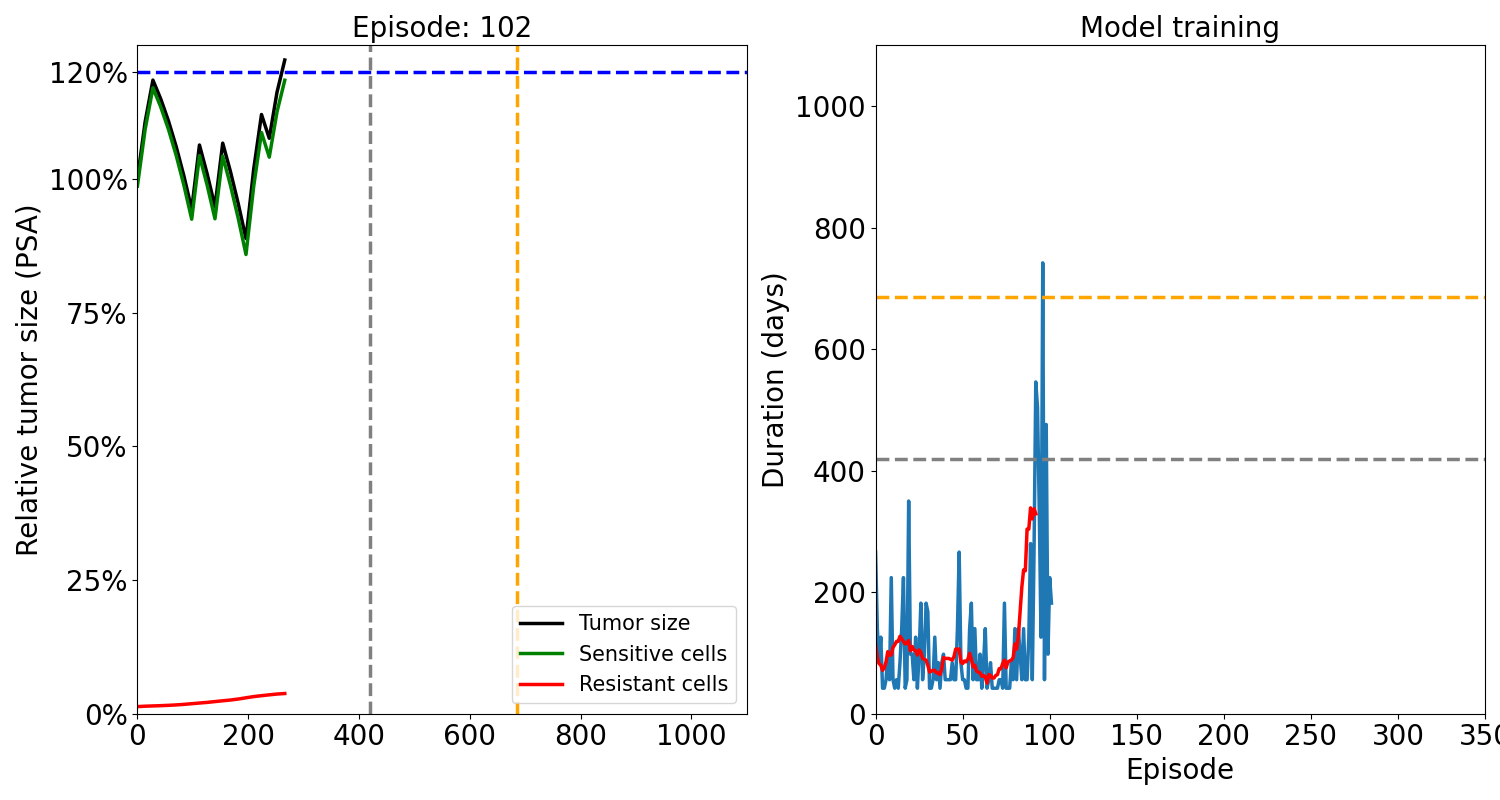 Episode: 102
Relative tumor size (PSA)
120%
100%
75%
50%
25%
0%
0 200 400 600 800 1000
Tumor size
Sensitive cells
Resistant cells
Model training
Duration (days)
1000
800
600
400
200
0
0 50 100 150 200 250 300 350
Episode